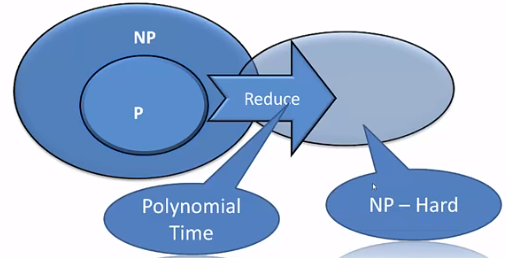 NP
P
Reduce
Polynomial
Time
NP – Hard